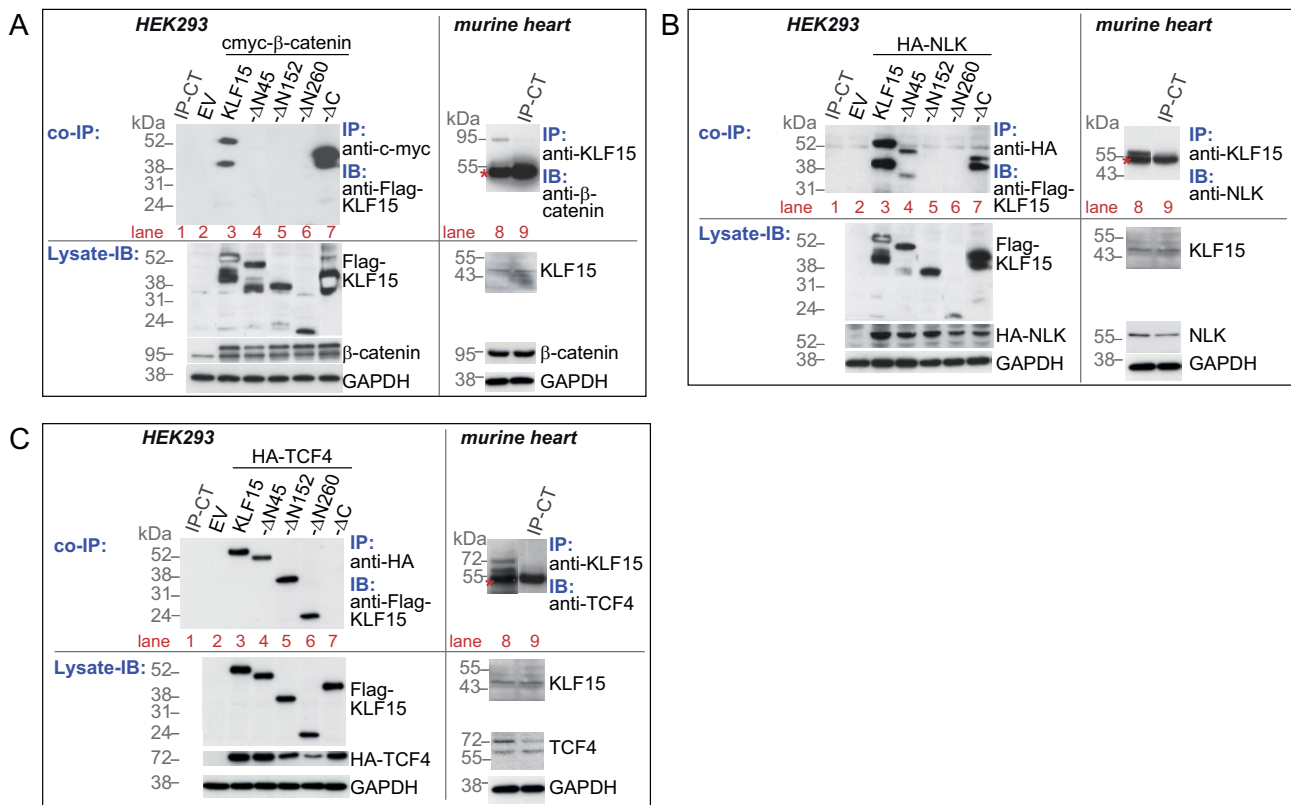 A
HEK293
murine heart
cmyc-β-catenin
IP-CT
EV
KLF15
-ΔN45
-ΔN152
-ΔN260
-ΔC
IP-CT
co-IP:
kDa
52
38
31
24
IP:
anti-c-myc
IB:
anti-Flag-
KLF15
kDa
95
55
*
IP:
anti-KLF15
IB:
anti-β-
catenin
lane 1 2 3 4 5 6 7
lane 8 9
Lysate-IB:
52
38
31
24
Flag-
KLF15
55
43
KLF15
95
β-catenin
95
β-catenin
38
GAPDH
38
GAPDH
B
HEK293
murine heart
HA-NLK
IP-CT
EV
KLF15
-ΔN45
-ΔN152
-ΔN260
-ΔC
IP-CT
co-IP:
kDa
52
38
31
24
IP:
anti-HA
IB:
anti-Flag-
KLF15
kDa
55
*
43
IP:
anti-KLF15
IB:
anti-NLK
lane 1 2 3 4 5 6 7
lane 8 9
Lysate-IB:
52
38
31
24
Flag-
KLF15
55
43
KLF15
52
HA-NLK
55
NLK
38
GAPDH
38
GAPDH
C
HEK293
murine heart
HA-TCF4
IP-CT
EV
KLF15
-ΔN45
-ΔN152
-ΔN260
-ΔC
IP-CT
co-IP:
kDa
52
38
31
24
IP:
anti-HA
IB:
anti-Flag-
KLF15
kDa
72
55
*
IP:
anti-KLF15
IB:
anti-TCF4
lane 1 2 3 4 5 6 7
lane 8 9
Lysate-IB:
52
38
31
24
Flag-
KLF15
55
43
KLF15
72
HA-TCF4
72
55
TCF4
38
GAPDH
38
GAPDH